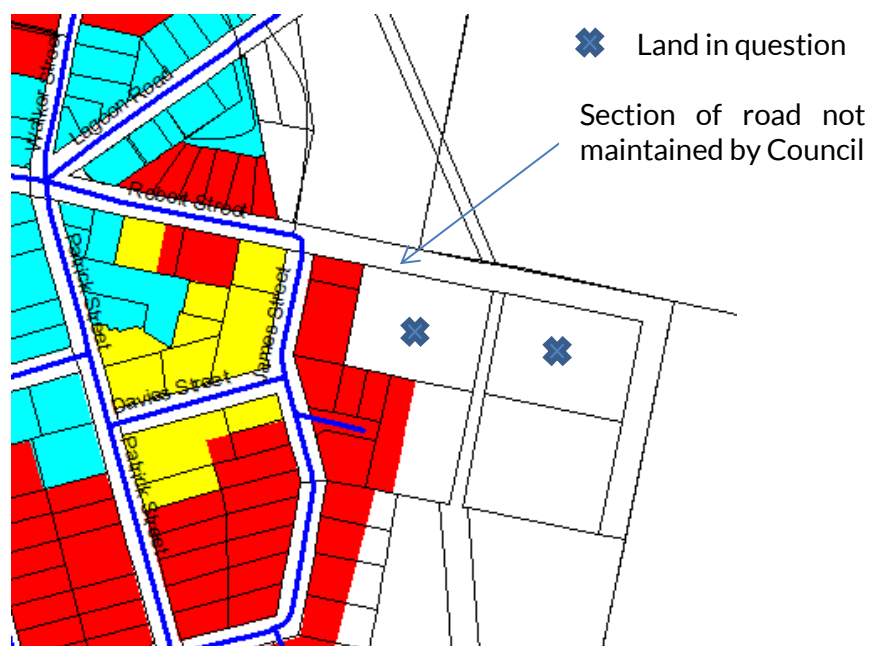 Land in question
Section of road not
maintained by Council
Walker Street
Lagoon Road
Robolt Street
Patrick Street
James Street
Davies Street
Patrick Street